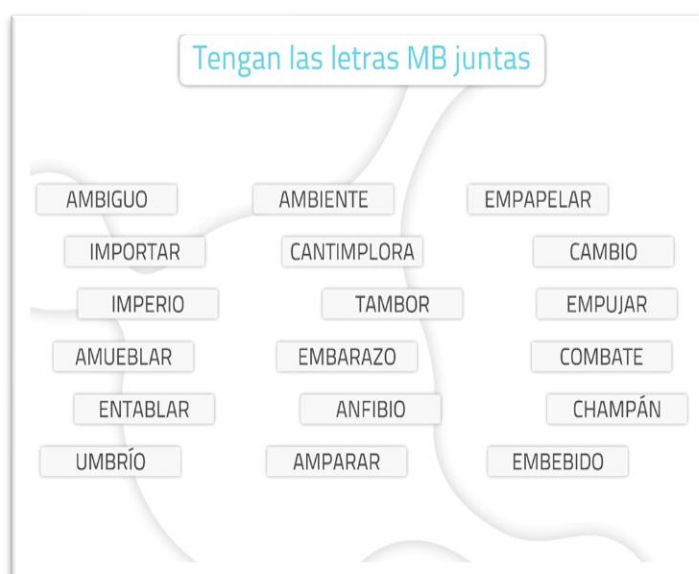 Tengan las letras MB juntas
AMBIGUO AMBIENTE EMPAPELAR
IMPORTAR CANTIMPLORA CAMBIO
IMPERIO TAMBOR EMPUJAR
AMUEBLAR EMBARAZO COMBATE
ENTABLAR ANFIBIO CHAMPÁN
UMBRÍO AMPARAR EMBEBIDO